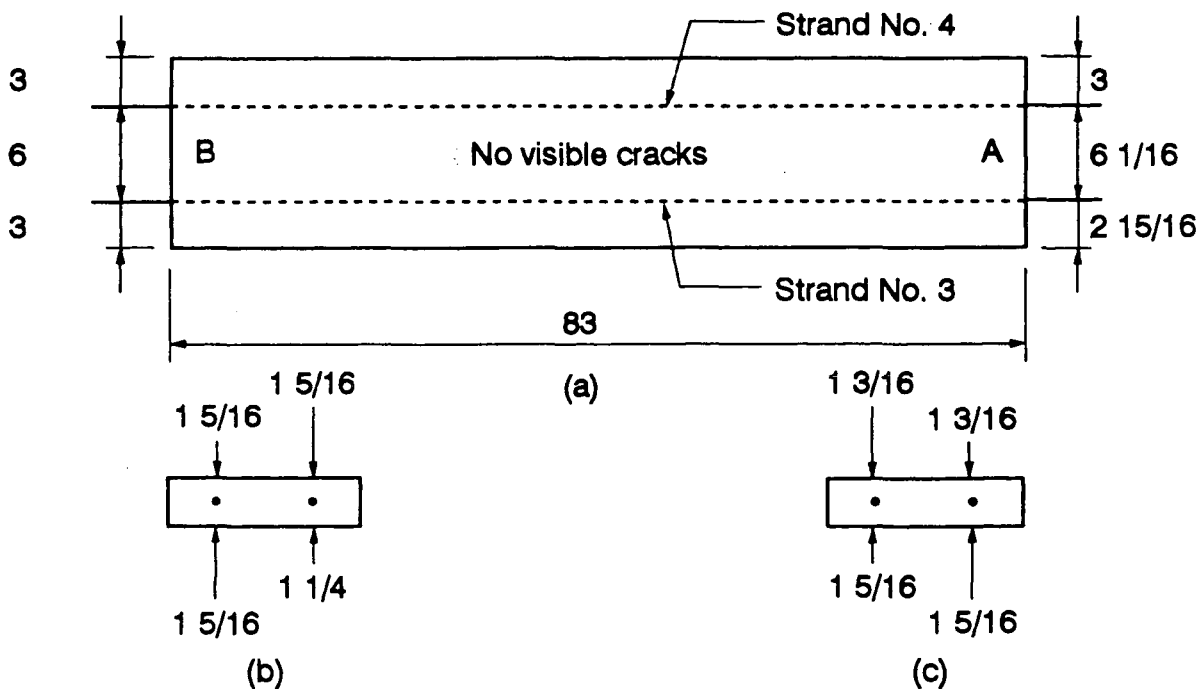 Strand No. 4
3
3
6
B
No visible cracks
A
6 1/16
3
2 15/16
Strand No. 3
83
(a)
1 5/16
1 5/16
1 5/16
1 1/4
(b)
1 3/16
1 3/16
1 5/16
1 5/16
(c)